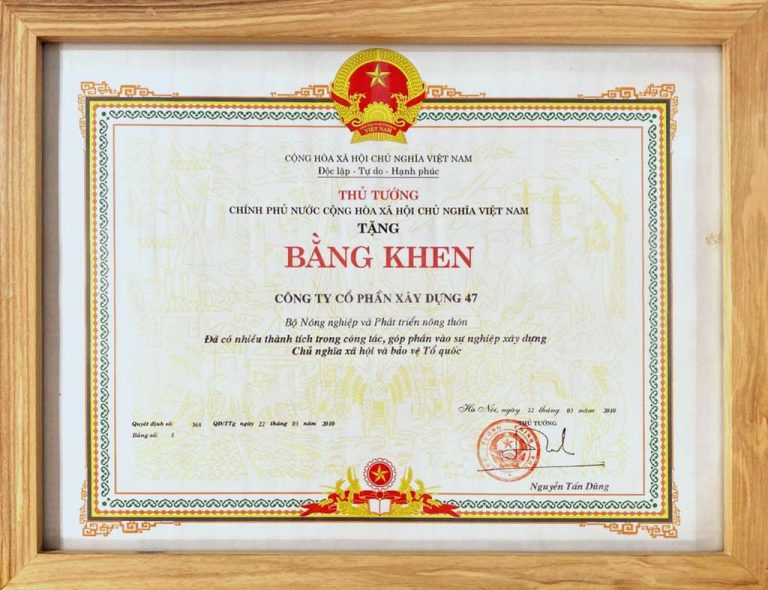 VIỆT NAM
CỘNG HÒA XÃ HỘI CHỦ NGHĨA VIỆT NAM
Độc lập - Tự do - Hạnh phúc
THỦ TƯỚNG
CHÍNH PHỦ NƯỚC CỘNG HÒA XÃ HỘI CHỦ NGHĨA VIỆT NAM
TẶNG
BẰNG KHEN
CÔNG TY CỔ PHẦN XÂY DỰNG 47
Bộ Nông nghiệp và Phát triển nông thôn
Đã có nhiều thành tích trong công tác, góp phần vào sự nghiệp xây dựng
Chủ nghĩa xã hội và bảo vệ Tổ quốc
Hà Nội, ngày 22 tháng 03 năm 2010
Quyết định số: 368 QĐ/TTg ngày 22 tháng 03 năm 2010
THỦ TƯỚNG
Bảng số: 1
Nguyễn Tấn Dũng